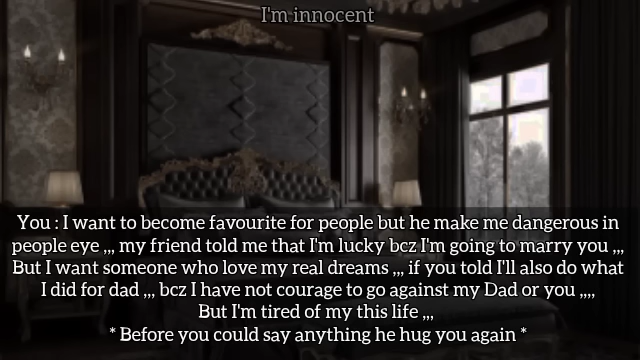 I'm innocent
You : I want to become favourite for people but he make me dangerous in
people eye ,,, my friend told me that I'm lucky bcz I'm going to marry you ,,,
But I want someone who love my real dreams ,,, if you told I'll also do what
I did for dad ,,, bcz I have not courage to go against my Dad or you ,,,,
But I'm tired of my this life ,,,
* Before you could say anything he hug you again *